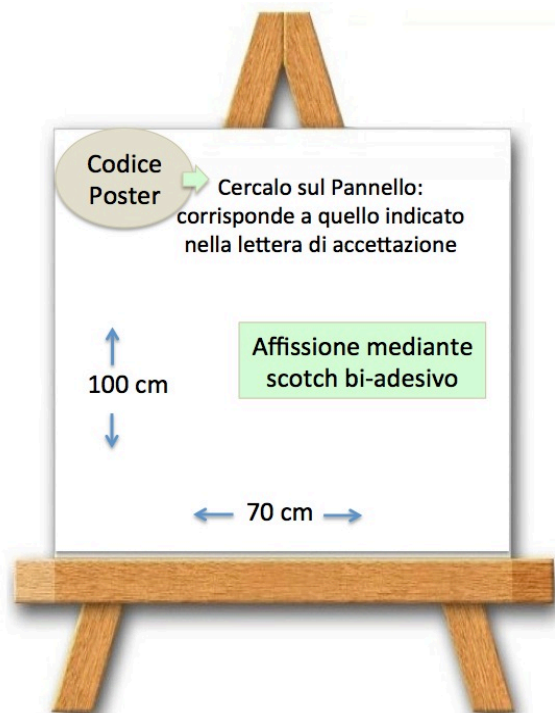 Codice
Poster
Cercalo sul Pannello:
corrisponde a quello indicato
nella lettera di accettazione
Affissione mediante
scotch bi-adesivo
100 cm
70 cm